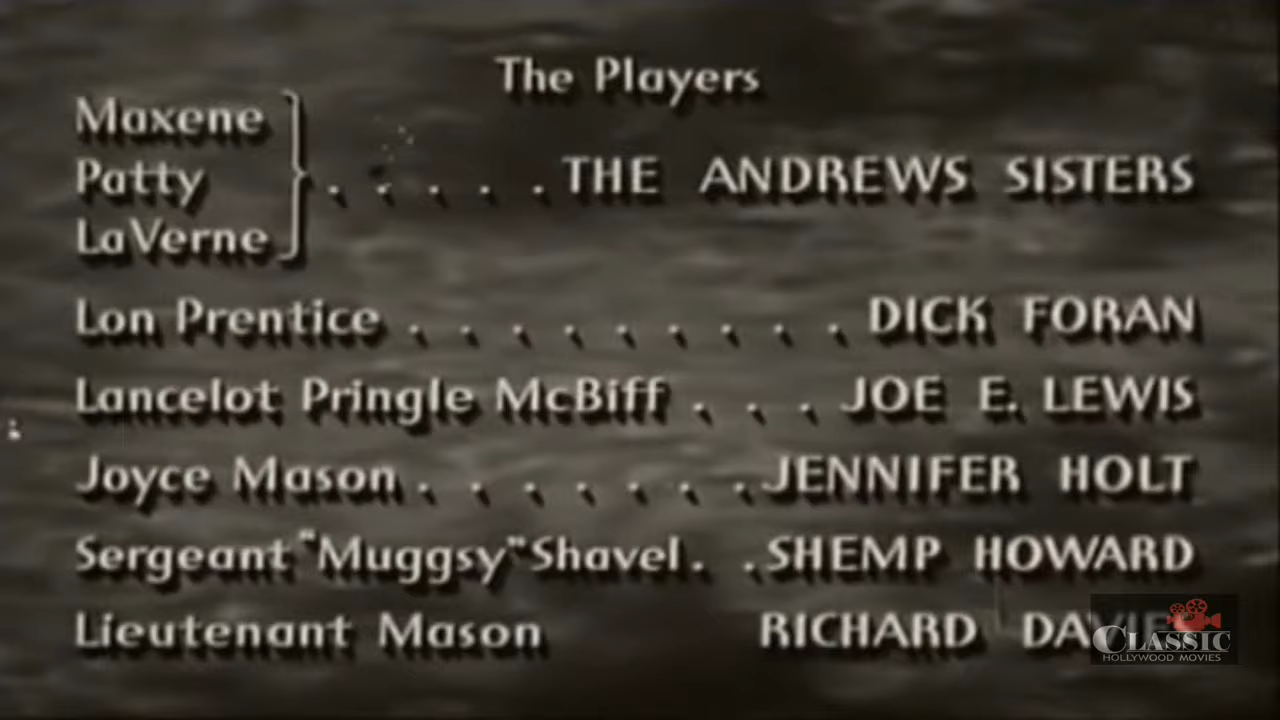 The Players
Maxene
Patty . . . . . THE ANDREWS SISTERS
LaVerne
Lon Prentice . . . . . . . . . DICK FORAN
Lancelot Pringle McBiff . . . JOE E. LEWIS
Joyce Mason . . . . . . . JENNIFER HOLT
Sergeant "Muggsy" Shavel . . SHEMP HOWARD
Lieutenant Mason RICHARD
CLASSIC
HOLLYWOOD MOVIES